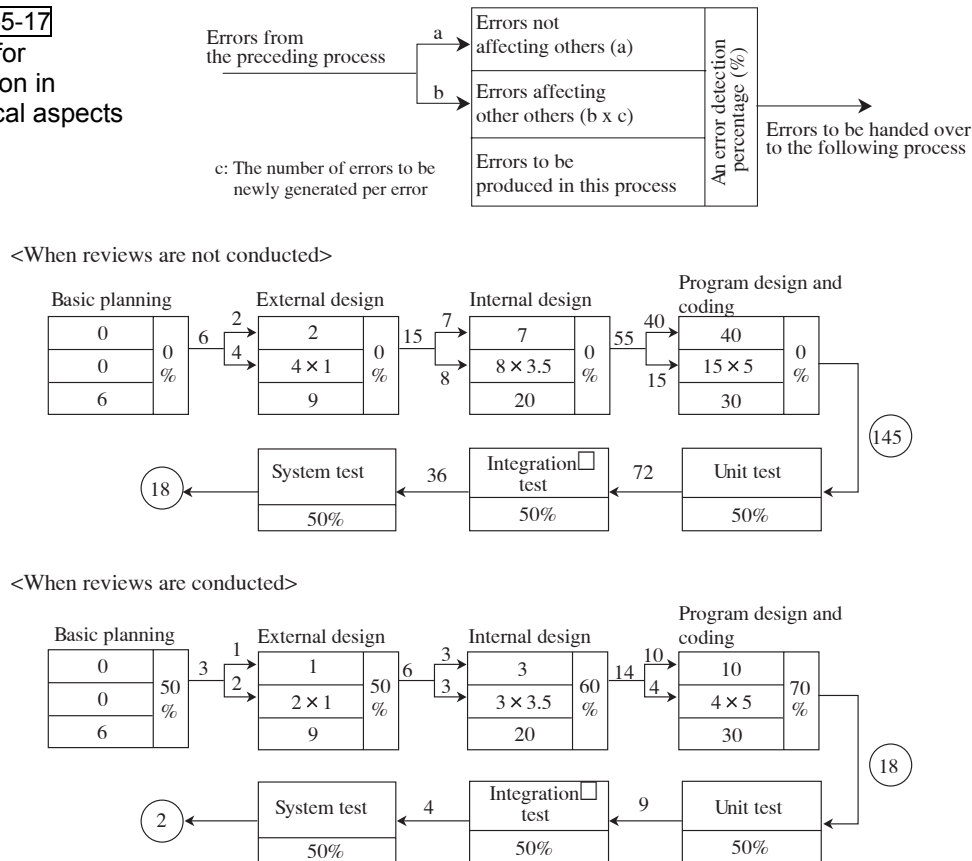 5-17
for
on in
cal aspects
Errors from
the preceding process
a
b
Errors not
affecting others (a)
Errors affecting
other others (b x c)
Errors to be
produced in this process
An error detection
percentage (%)
Errors to be handed over
to the following process
c: The number of errors to be
newly generated per error
<When reviews are not conducted>
Basic planning
0
0
6
0
%
6
2
4
External design
2
4 × 1
9
0
%
15
7
8
Internal design
7
8 × 3.5
20
0
%
55
40
15
Program design and
coding
40
15 × 5
30
0
%
145
Unit test
50%
72
Integration□
test
50%
36
System test
50%
18
<When reviews are conducted>
Basic planning
0
0
6
50
%
3
1
2
External design
1
2 × 1
9
50
%
6
3
3
Internal design
3
3 × 3.5
20
60
%
14
10
4
Program design and
coding
10
4 × 5
30
70
%
18
Unit test
50%
9
Integration□
test
50%
4
System test
50%
2